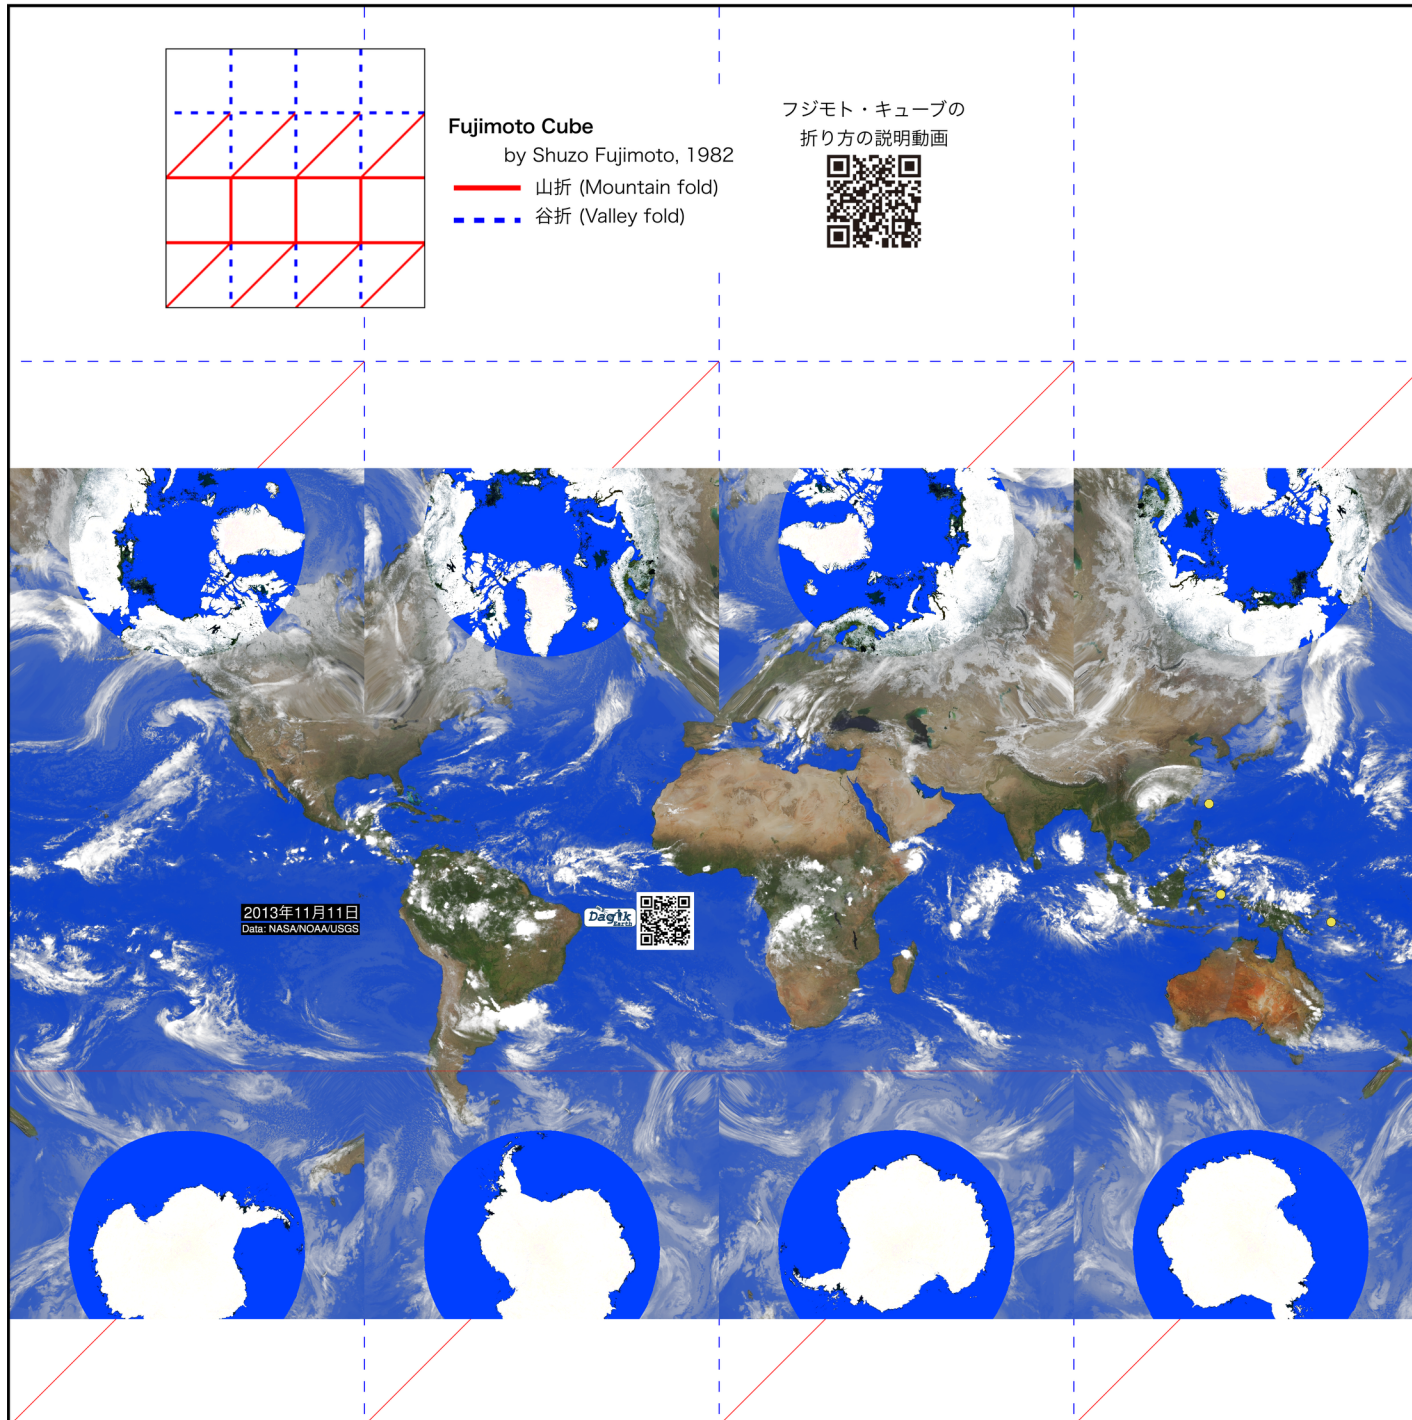 Fujimoto Cube
by Shuzo Fujimoto, 1982
山折 (Mountain fold)
谷折 (Valley fold)
フジモト・キューブの
折り方の説明動画
2013年11月11日
Data: NASA/NOAA/USGS
Dagik
Earth